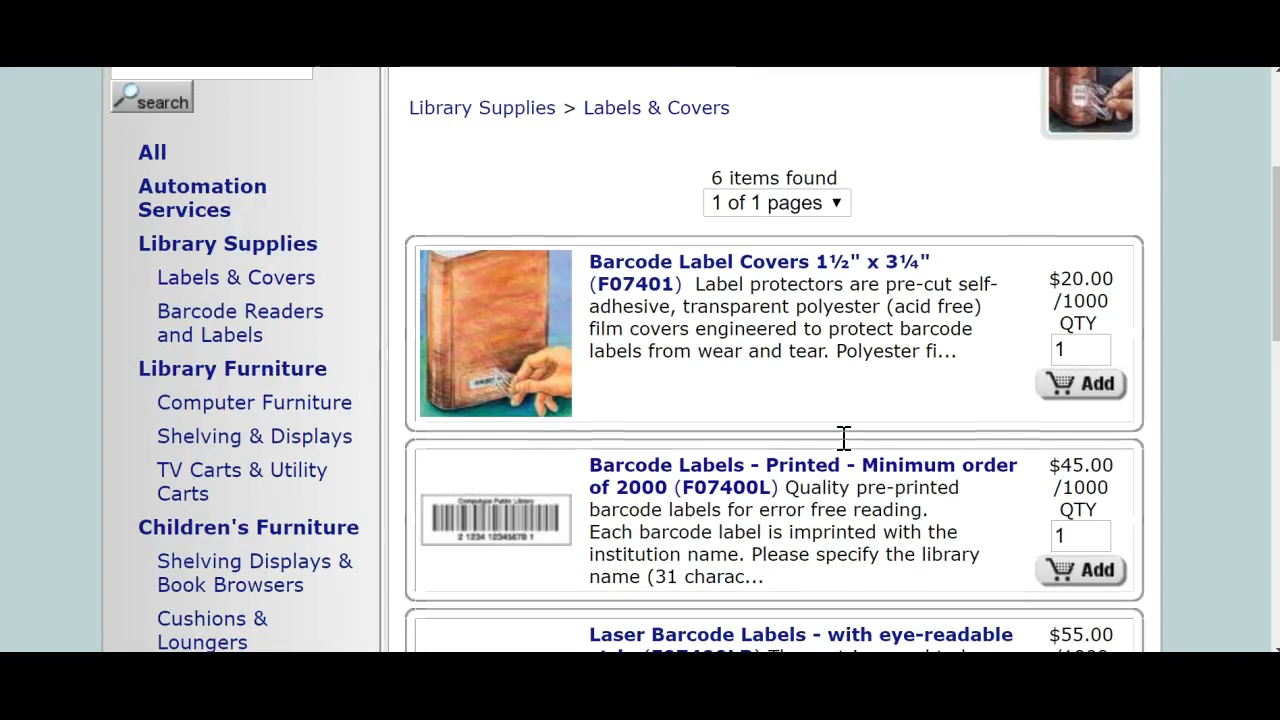 search
All
Automation
Services
Library Supplies
Labels & Covers
Barcode Readers
and Labels
Library Furniture
Computer Furniture
Shelving & Displays
TV Carts & Utility
Carts
Children's Furniture
Shelving Displays &
Book Browsers
Cushions &
Loungers
Library Supplies > Labels & Covers
6 items found
1 of 1 pages ▼
Barcode Label Covers 1½" x 3¼"
(F07401) Label protectors are pre-cut self-
adhesive, transparent polyester (acid free)
film covers engineered to protect barcode
labels from wear and tear. Polyester fi...
$20.00
/1000
QTY
1
Add
Barcode Labels - Printed - Minimum order
of 2000 (F07400L) Quality pre-printed
barcode labels for error free reading.
Each barcode label is imprinted with the
institution name. Please specify the library
name (31 charac...
$45.00
/1000
QTY
1
Add
Laser Barcode Labels - with eye-readable
$55.00